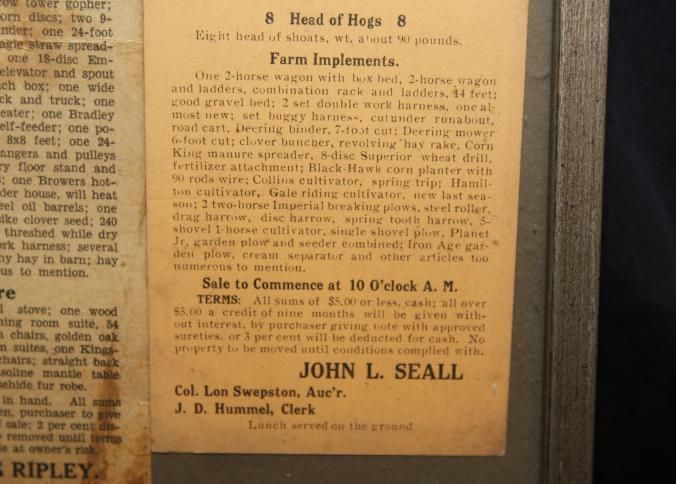 ow tower gopher;
orn discs; two 9-
nder; one 24-foot
agle straw spread-
one 18-disc Em-
elevator and spout
ch box; one wide
ck and truck; one
eater; one Bradley
elf-feeder; one po-
8x8 feet; one 24-
angers and pulleys
y floor stand and
; one Browers hot-
der house, will heat
eel oil barrels; one
ike clover seed; 240
threshed while dry
ork harness; several
hy hay in barn; hay
us to mention.
re
l stove; one wood
ning room suite, 54
n chairs, golden oak
m suites, one Kings-
chairs; straight back
soline mantle table
sehide fur robe.
in hand. All sums
en, purchaser to give
sale; 2 per cent dis-
removed until terms
le at owner's risk.
& RIPLEY.
8 Head of Hogs 8
Eight head of shoats, wt. about 90 pounds.
Farm Implements.
One 2-horse wagon with box bed, 2-horse wagon
and ladders, combination rack and ladders, 14 feet;
good gravel bed; 2 set double work harness, one al-
most new; set buggy harness, cutunder runabout,
road cart, Deering binder, 7-foot cut; Deering mower
6-foot cut; clover buncher, revolving hay rake, Corn
King manure spreader, 8-disc Superior wheat drill,
fertilizer attachment; Black-Hawk corn planter with
90 rods wire; Collins cultivator, spring trip; Hamil-
ton cultivator, Gale riding cultivator, new last sea-
son; 2 two-horse Imperial breaking plows, steel roller,
drag harrow, disc harrow, spring tooth harrow, 5-
shovel 1-horse cultivator, single shovel plow, Planet
Jr. garden plow and seeder combined; Iron Age gar-
den plow, cream separator and other articles too
numerous to mention.
Sale to Commence at 10 O'clock A. M.
TERMS: All sums of $5.00 or less, cash; all over
$5.00 a credit of nine months will be given with-
out interest, by purchaser giving note with approved
sureties, or 3 per cent will be deducted for cash. No
property to be moved until conditions complied with.
JOHN L. SEALL
Col. Lon Swepston, Auc'r.
J. D. Hummel, Clerk
Lunch served on the ground